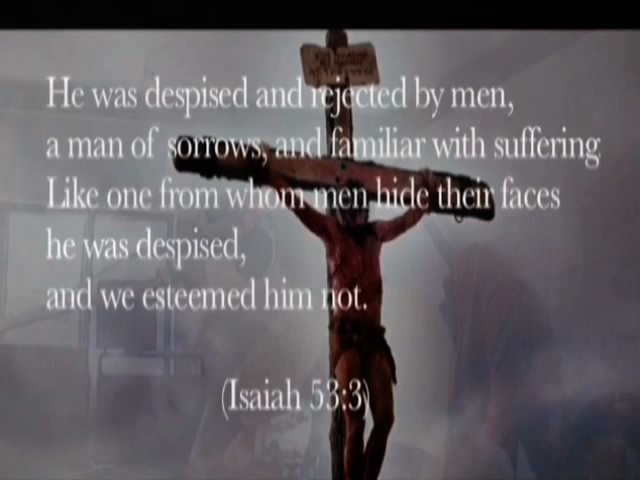 He was despised and rejected by men,
a man of sorrows, and familiar with suffering
Like one from whom men hide their faces
he was despised,
and we esteemed him not.
(Isaiah 53:3)